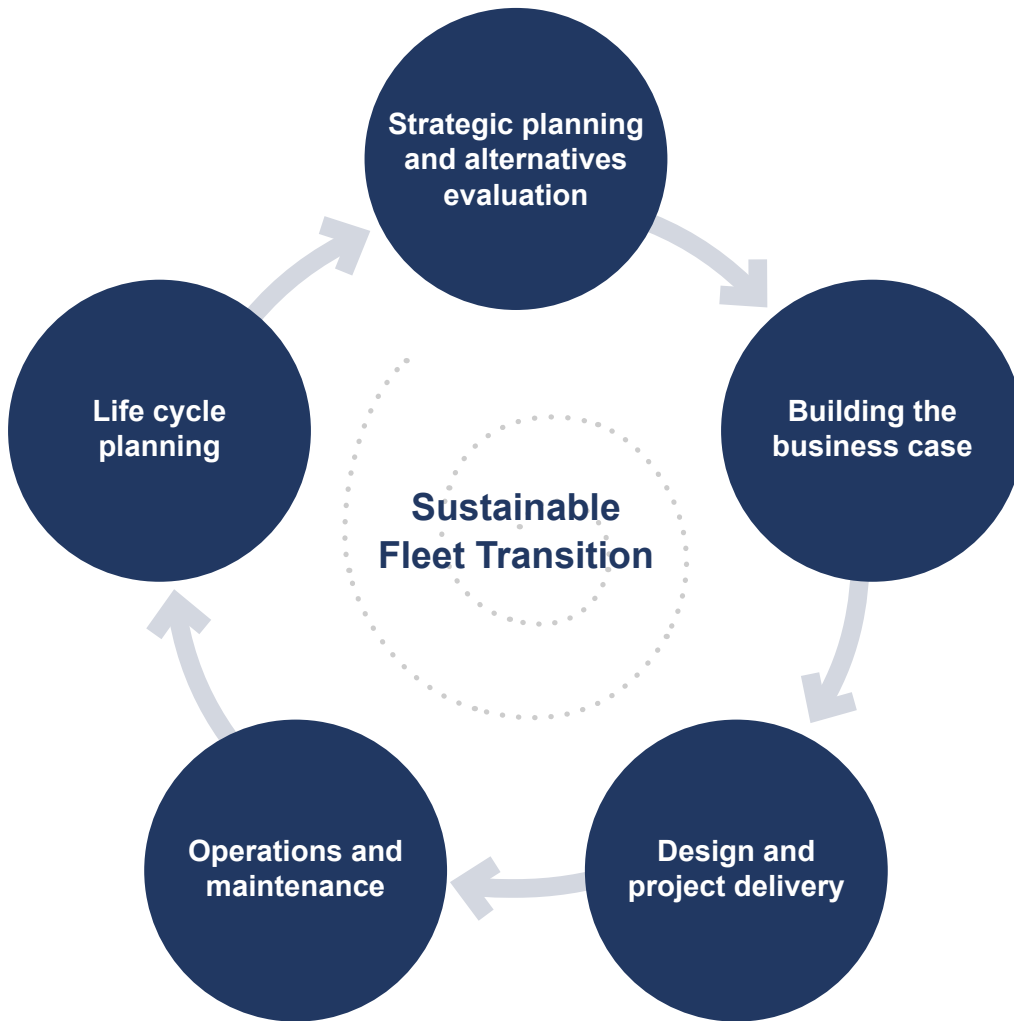 Strategic planning
and alternatives
evaluation
Building the
business case
Design and
project delivery
Operations and
maintenance
Life cycle
planning
Sustainable
Fleet Transition